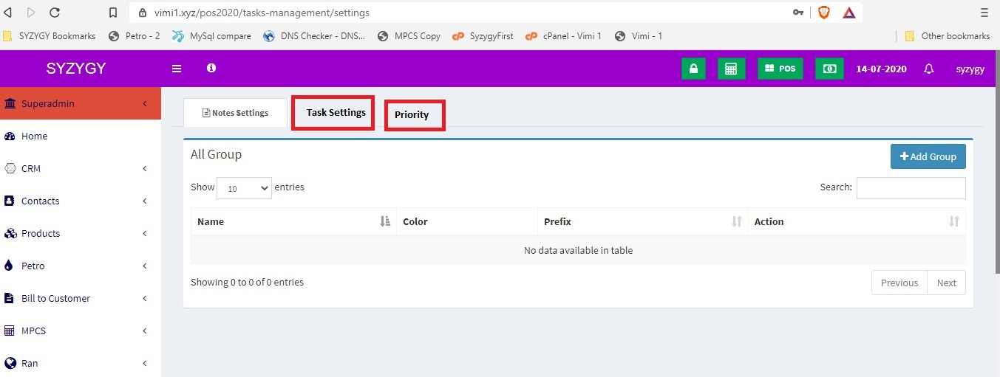 vimi1.xyz/pos2020/tasks-management/settings
SYZYGY Bookmarks Petro - 2 MySql compare DNS Checker - DNS... MPCS Copy SyzygyFirst cPanel - Vimi 1 Vimi - 1 Other bookmarks
SYZYGY POS 14-07-2020 syzygy
Superadmin
Notes Settings Task Settings Priority
Home
All Group Add Group
CRM
Show 10 entries Search:
Contacts
Name Color Prefix Action
Products
No data available in table
Petro
Showing 0 to 0 of 0 entries Previous Next
Bill to Customer
MPCS
Ran